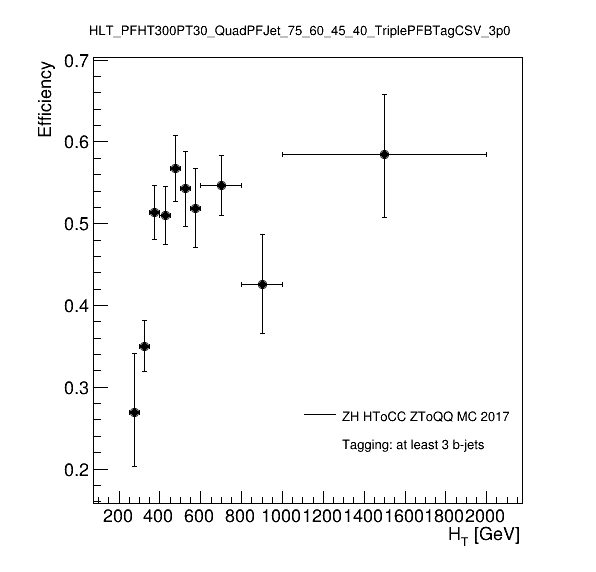 HLT_PFHT300PT30_QuadPFJet_75_60_45_40_TriplePFBTagCSV_3p0
Efficiency
0.7
0.6
0.5
0.4
0.3
0.2
ZH HToCC ZToQQ MC 2017
Tagging: at least 3 b-jets
200 400 600 800 1000 1200 1400 1600 1800 2000
H_T [GeV]